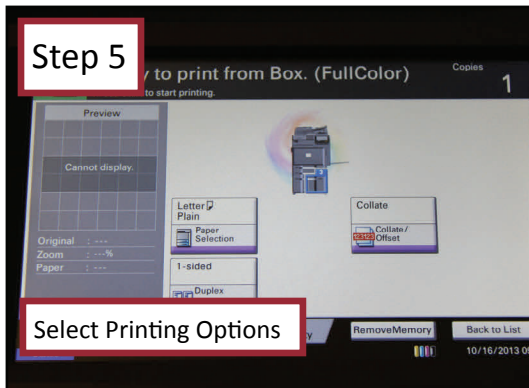 Step 5
to print from Box. (FullColor)
Copies
1
to start printing.
Preview
Cannot display.
Original : ---
Zoom : ---%
Paper : ---
3
Letter
Plain
Paper
Selection
Collate
123123
Collate/
Offset
1-sided
Duplex
Select Printing Options
RemoveMemory
Back to List
10/16/2013